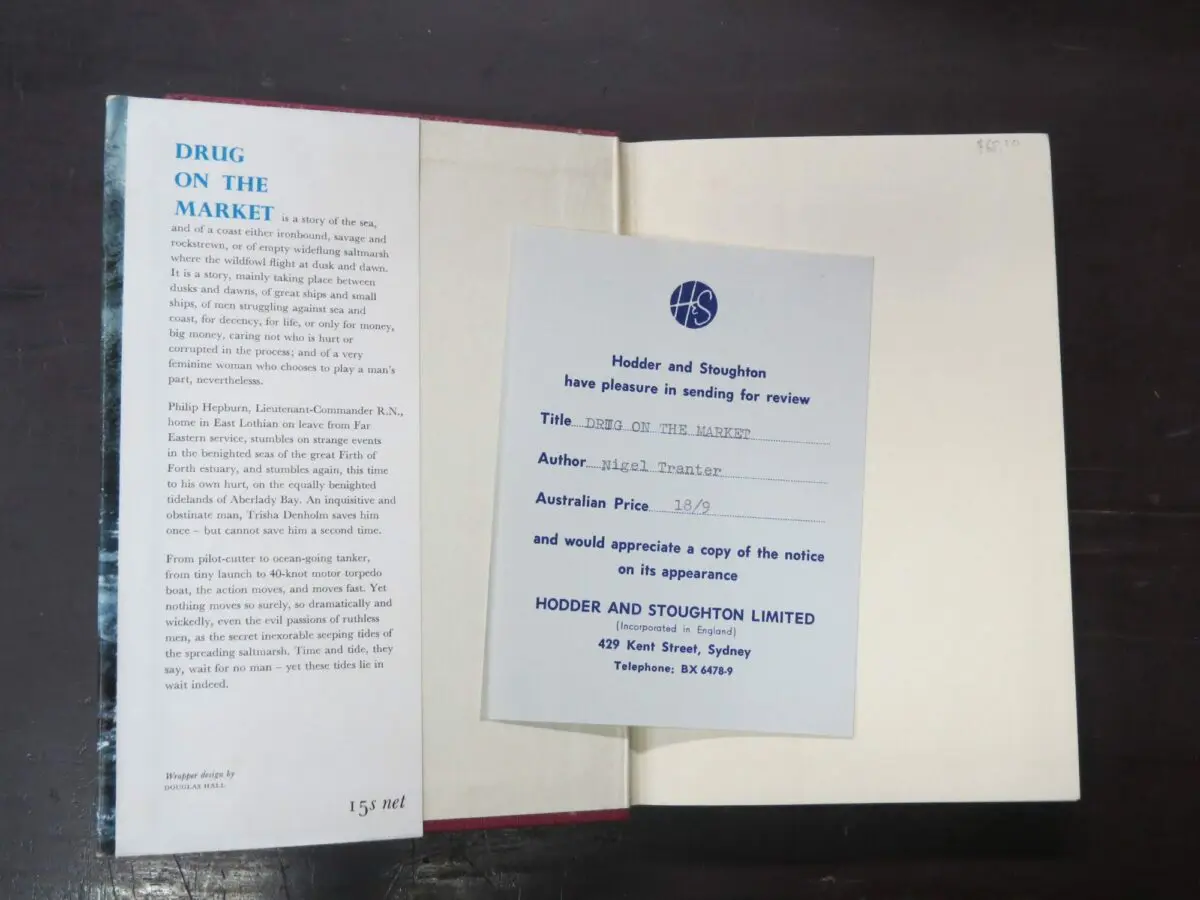 DRUG
ON THE
MARKET is a story of the sea,
and of a coast either ironbound, savage and
rockstrewn, or of empty wideflung saltmarsh
where the wildfowl flight at dusk and dawn.
It is a story, mainly taking place between
dusks and dawns, of great ships and small
ships, of men struggling against sea and
coast, for decency, for life, or only for money,
big money, caring not who is hurt or
corrupted in the process; and of a very
feminine woman who chooses to play a man's
part, nevertheless.
Philip Hepburn, Lieutenant-Commander R.N.,
home in East Lothian on leave from Far
Eastern service, stumbles on strange events
in the benighted seas of the great Firth of
Forth estuary, and stumbles again, this time
to his own hurt, on the equally benighted
tidelands of Aberlady Bay. An inquisitive and
obstinate man, Trisha Denholm saves him
once – but cannot save him a second time.
From pilot-cutter to ocean-going tanker,
from tiny launch to 40-knot motor torpedo
boat, the action moves, and moves fast. Yet
nothing moves so surely, so dramatically and
wickedly, even the evil passions of ruthless
men, as the secret inexorable seeping tides of
the spreading saltmarsh. Time and tide, they
say, wait for no man – yet these tides lie in
wait indeed.
Wrapper design by
DOUGLAS HALL
15s net
H&S
Hodder and Stoughton
have pleasure in sending for review
Title DRUG ON THE MARKET
Author Nigel Tranter
Australian Price 18/9
and would appreciate a copy of the notice
on its appearance
HODDER AND STOUGHTON LIMITED
(Incorporated in England)
429 Kent Street, Sydney
Telephone: BX 6478-9